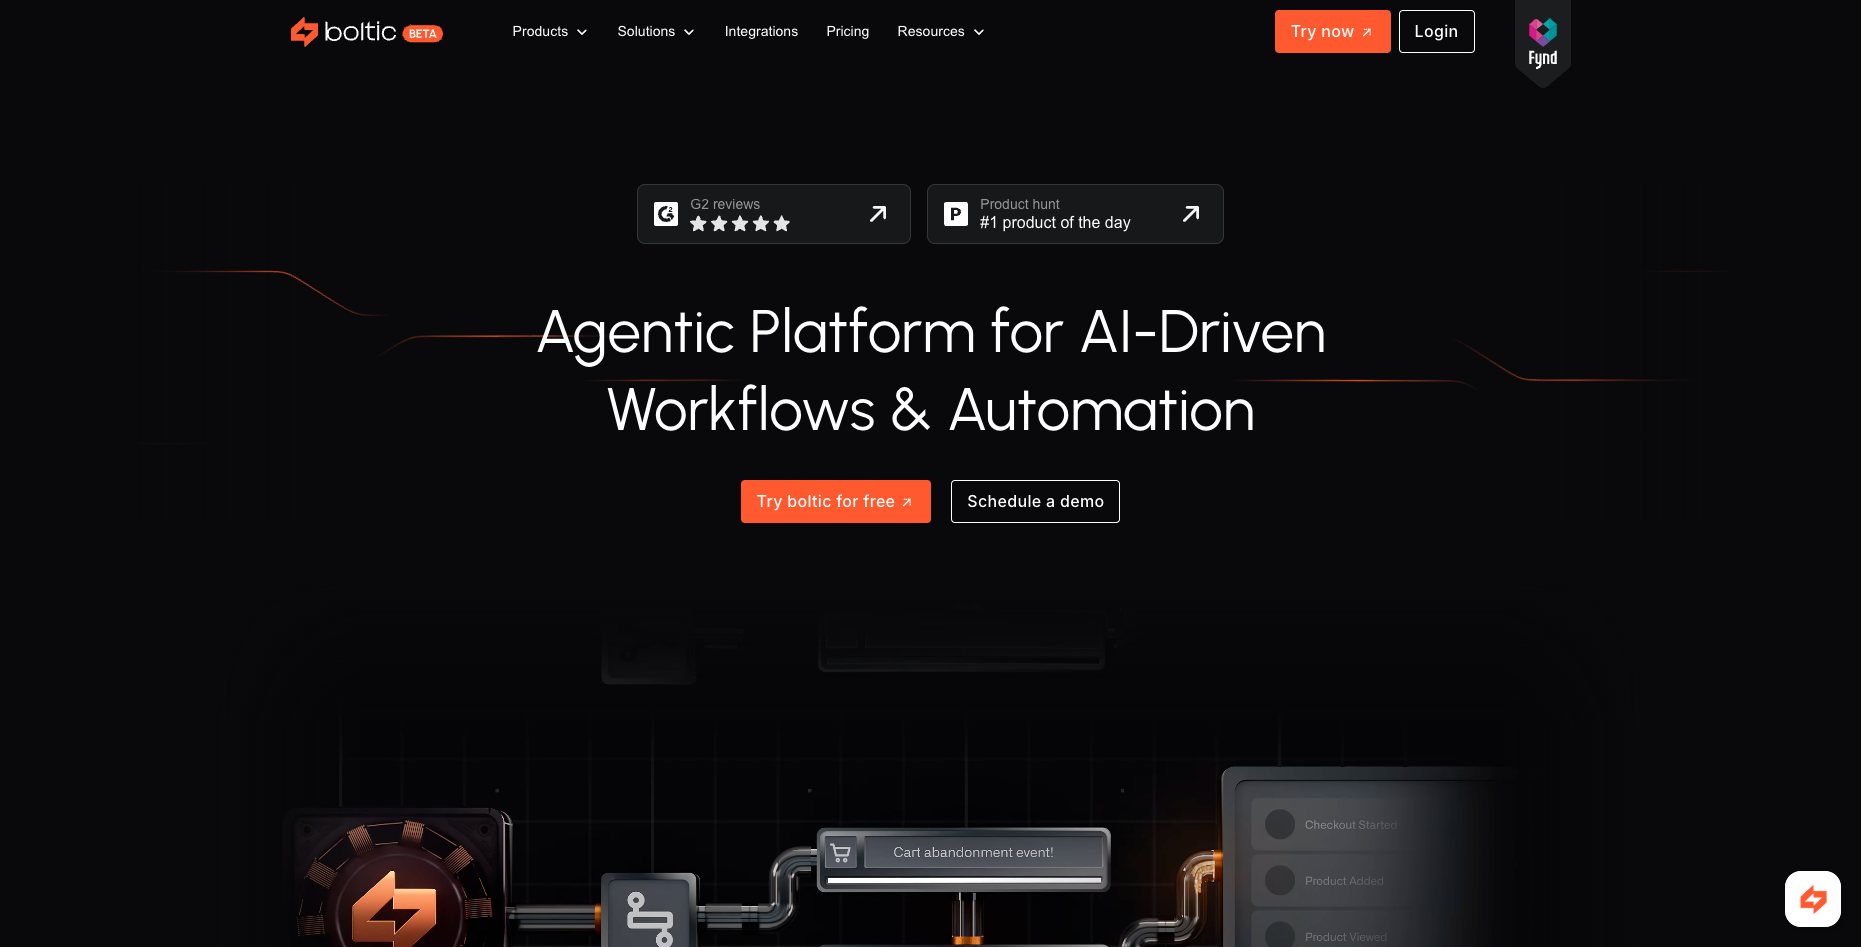 boltic BETA
Products
Solutions
Integrations
Pricing
Resources
Try now
Login
Fynd
G2 reviews
P
Product hunt
#1 product of the day
Agentic Platform for AI-Driven
Workflows & Automation
Try boltic for free
Schedule a demo
Checkout Started
Cart abandonment event!
Product Added
Product Viewed